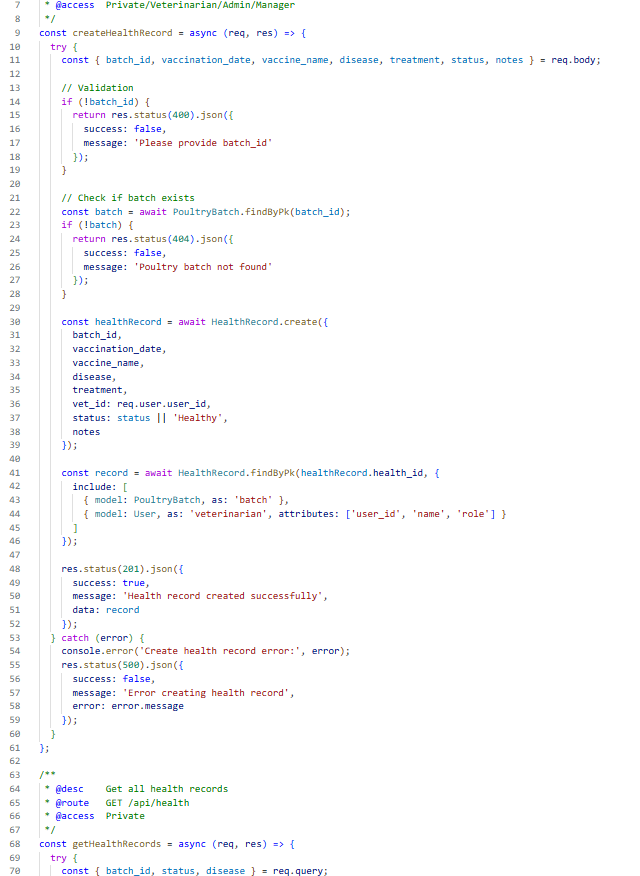 7 * @access  Private/Veterinarian/Admin/Manager
8 */
9 const createHealthRecord = async (req, res) => {
10 try {
11 const { batch_id, vaccination_date, vaccine_name, disease, treatment, status, notes } = req.body;
12
13 // Validation
14 if (!batch_id) {
15 return res.status(400).json({
16 success: false,
17 message: 'Please provide batch_id'
18 });
19 }
20
21 // Check if batch exists
22 const batch = await PoultryBatch.findByPk(batch_id);
23 if (!batch) {
24 return res.status(404).json({
25 success: false,
26 message: 'Poultry batch not found'
27 });
28 }
29
30 const healthRecord = await HealthRecord.create({
31 batch_id,
32 vaccination_date,
33 vaccine_name,
34 disease,
35 treatment,
36 vet_id: req.user.user_id,
37 status: status || 'Healthy',
38 notes
39 });
40
41 const record = await HealthRecord.findByPk(healthRecord.health_id, {
42 include: [
43 { model: PoultryBatch, as: 'batch' },
44 { model: User, as: 'veterinarian', attributes: ['user_id', 'name', 'role'] }
45 ]
46 });
47
48 res.status(201).json({
49 success: true,
50 message: 'Health record created successfully',
51 data: record
52 });
53 } catch (error) {
54 console.error('Create health record error:', error);
55 res.status(500).json({
56 success: false,
57 message: 'Error creating health record',
58 error: error.message
59 });
60 }
61 };
62
63 /**
64 * @desc    Get all health records
65 * @route   GET /api/health
66 * @access  Private
67 */
68 const getHealthRecords = async (req, res) => {
69 try {
70 const { batch_id, status, disease } = req.query;